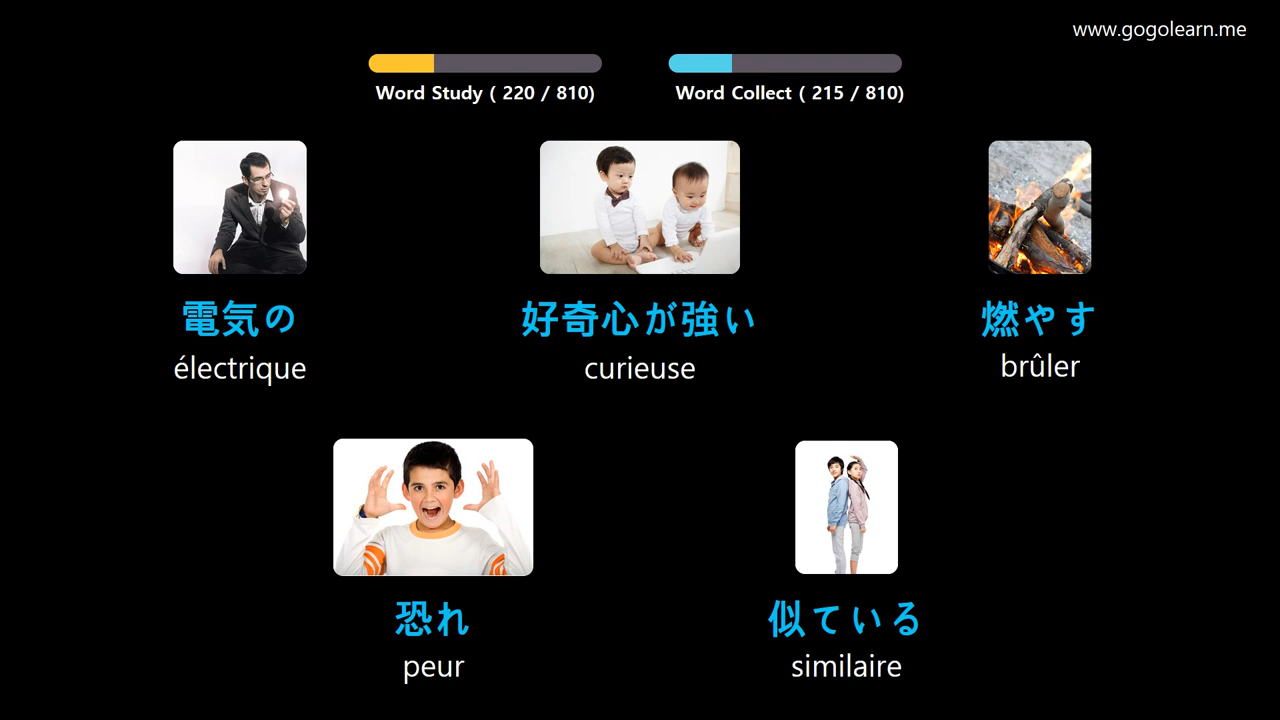 www.gogolearn.me
Word Study ( 220 / 810)
Word Collect ( 215 / 810)
電気の
électrique
好奇心が強い
curieuse
燃やす
brûler
恐れ
peur
似ている
similaire